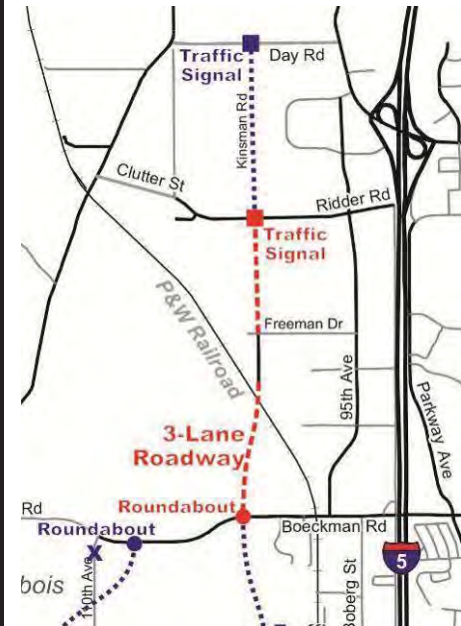 Traffic
Signal
Day Rd
Kinsman Rd
Clutter St
Ridder Rd
Traffic
Signal
P&W Railroad
Freeman Dr
95th Ave
Parkway Ave
3-Lane
Roadway
Roundabout
Rd
Roundabout
Boeckman Rd
X
110th Ave
5
bois
Boberg St